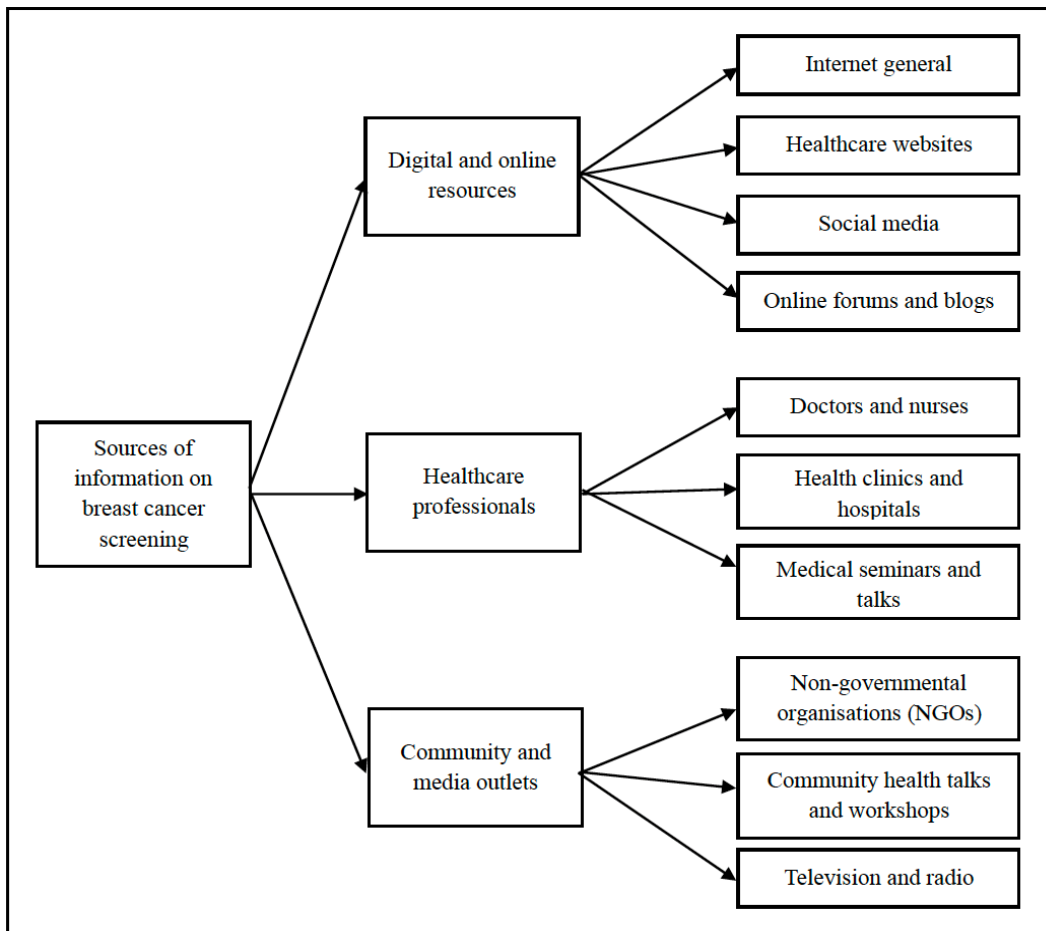 Sources of
information on
breast cancer
screening
Digital and online
resources
Internet general
Healthcare websites
Social media
Online forums and blogs
Healthcare
professionals
Doctors and nurses
Health clinics and
hospitals
Medical seminars and
talks
Community and
media outlets
Non-governmental
organisations (NGOs)
Community health talks
and workshops
Television and radio